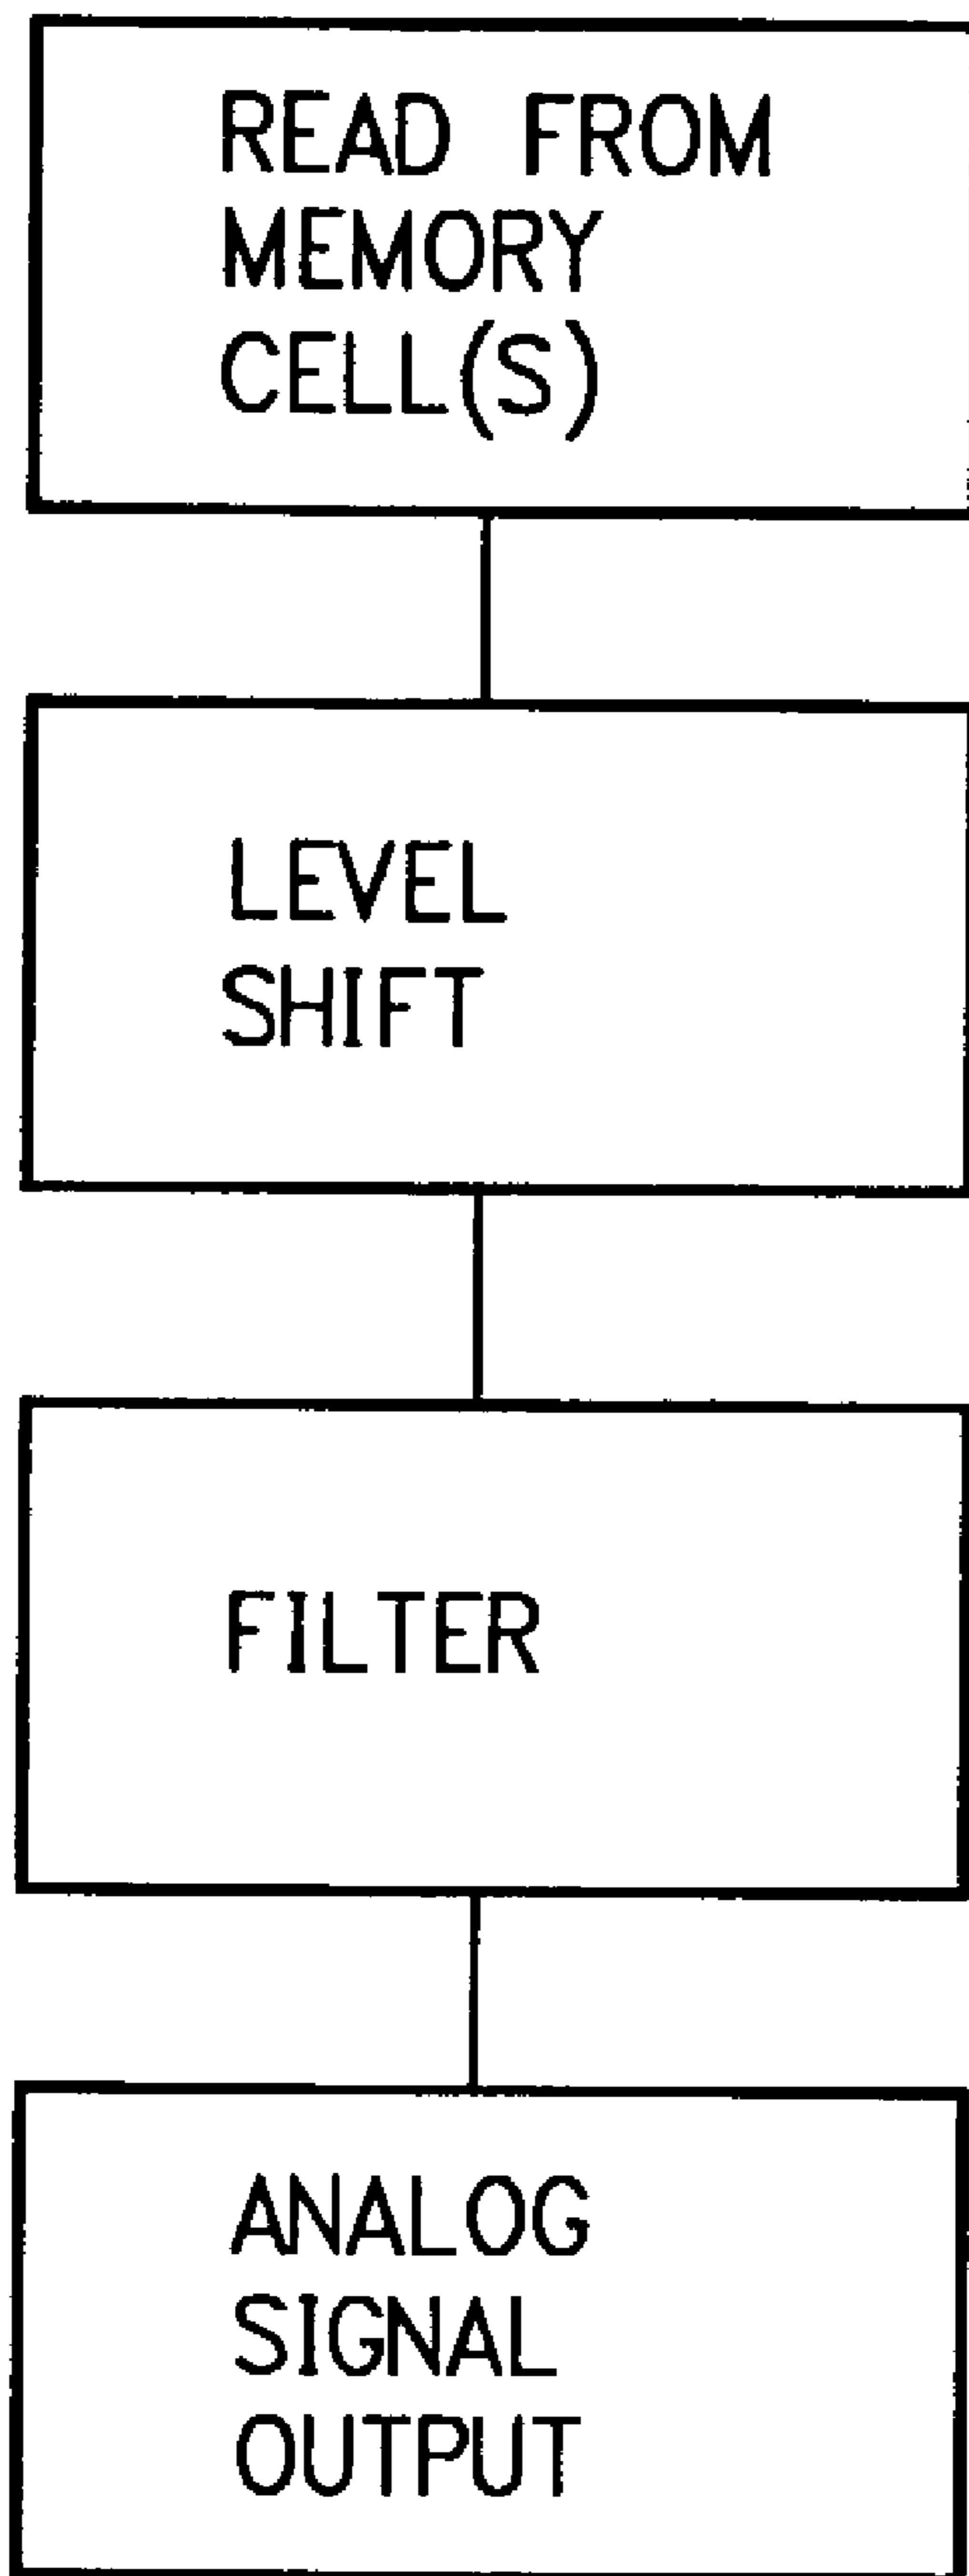 READ FROM
MEMORY
CELL(S)
LEVEL
SHIFT
FILTER
ANALOG
SIGNAL
OUTPUT